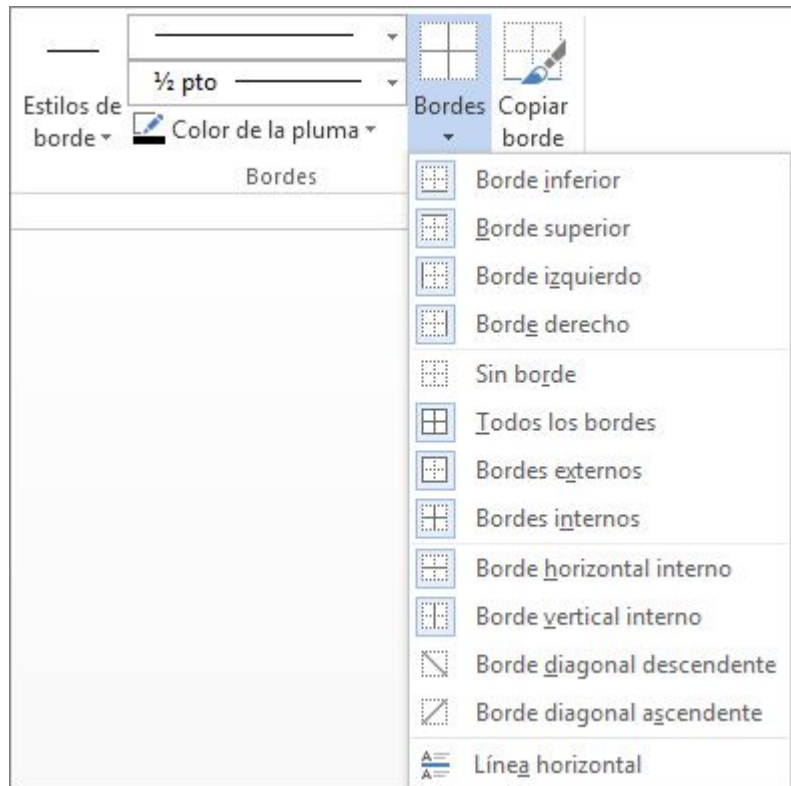 ½ pto
Estilos de
borde
Color de la pluma
Bordes
Copiar
borde
Bordes
Borde inferior
Borde superior
Borde izquierdo
Borde derecho
Sin borde
Todos los bordes
Bordes externos
Bordes internos
Borde horizontal interno
Borde vertical interno
Borde diagonal descendente
Borde diagonal ascendente
Línea horizontal